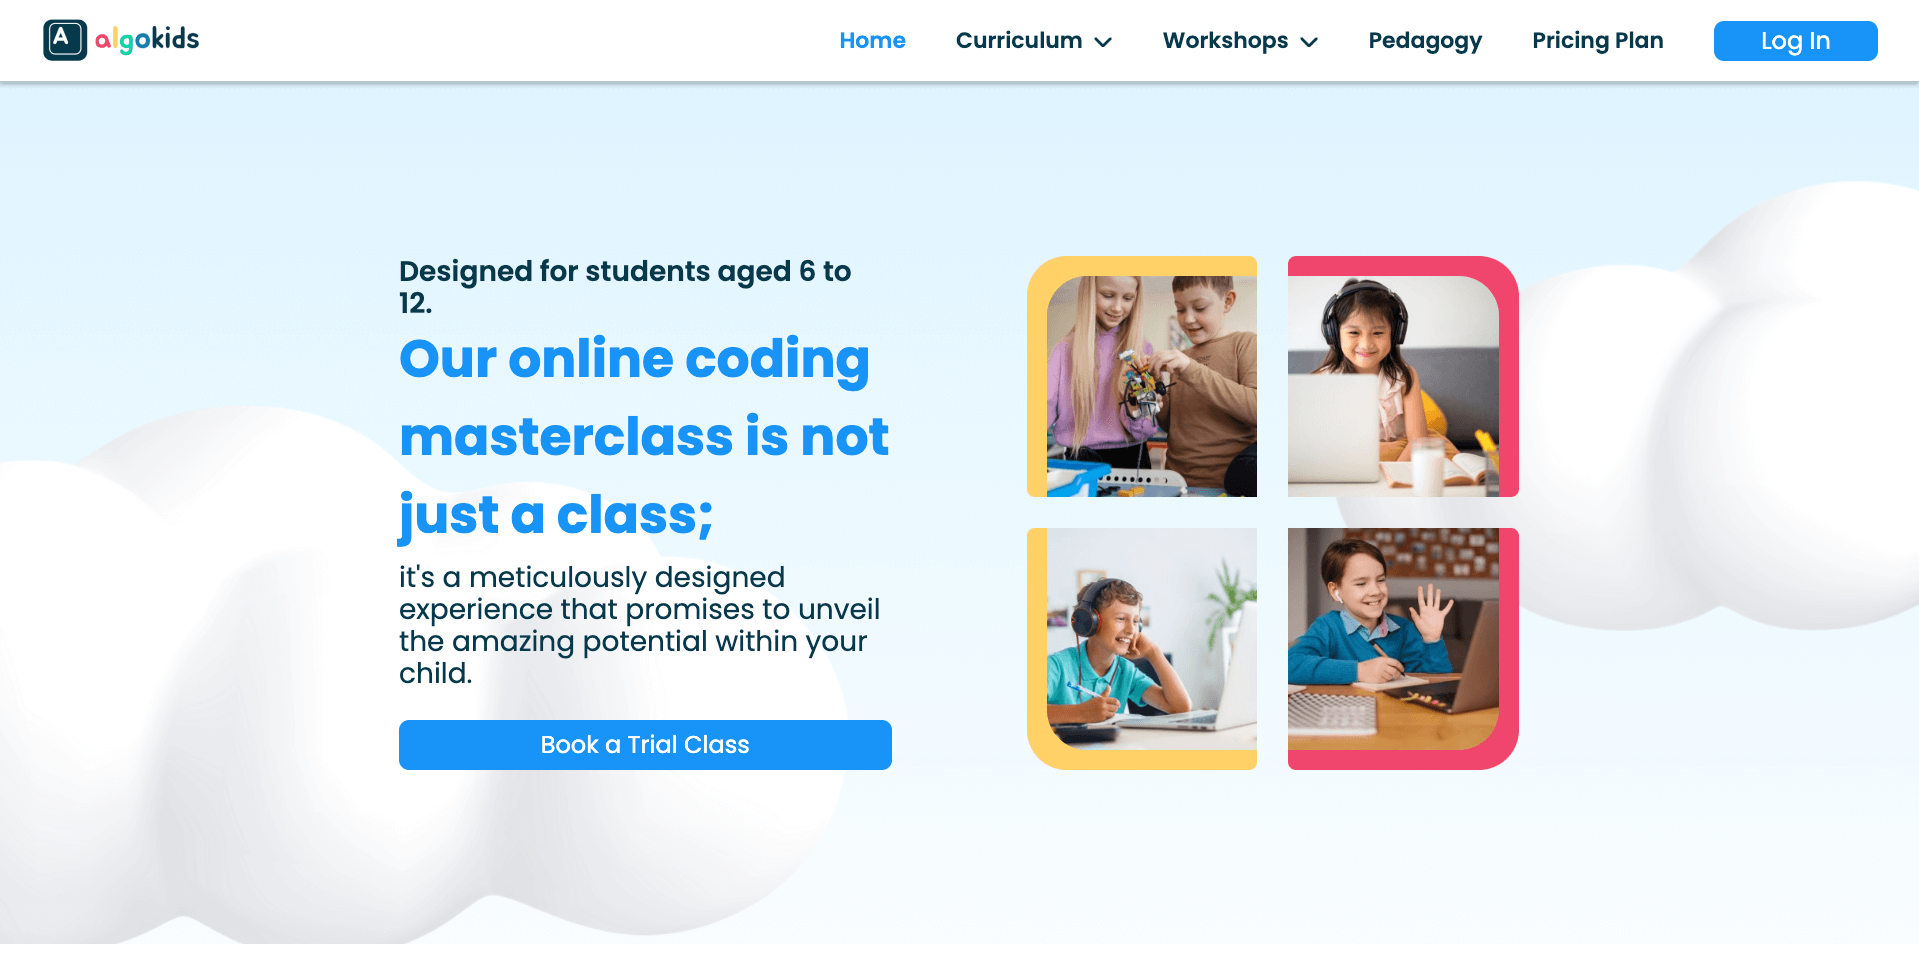 A algokids
Home
Curriculum
Workshops
Pedagogy
Pricing Plan
Log In
Designed for students aged 6 to
12.
Our online coding
masterclass is not
just a class;
it's a meticulously designed
experience that promises to unveil
the amazing potential within your
child.
Book a Trial Class